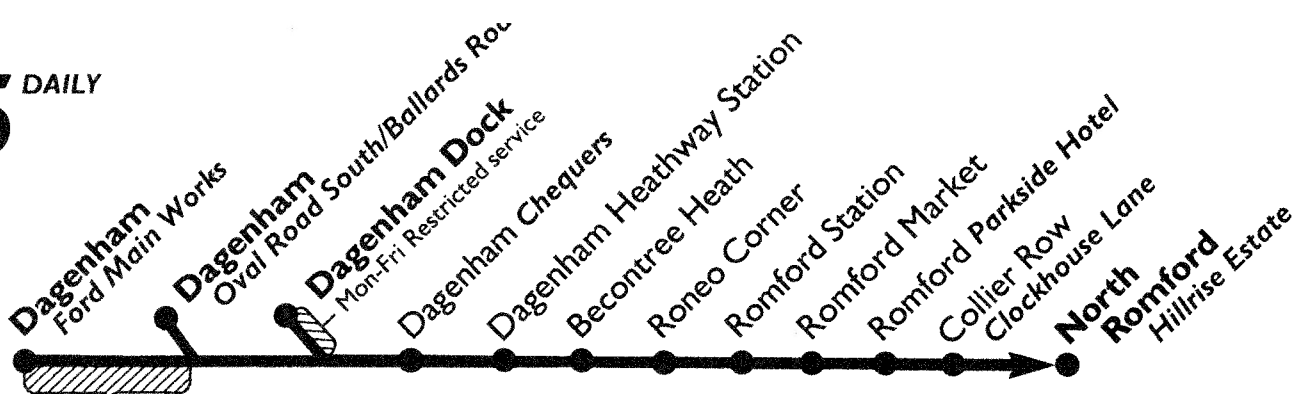 DAILY
Dagenham
Ford Main Works
Dagenham
Oval Road South/Ballards
Dagenham Dock
Mon-Fri Restricted service
Dagenham Chequers
Dagenham Heathway Station
Becontree Heath
Roneo Corner
Romford Station
Romford Market
Romford Parkside Hotel
Collier Row
Clockhouse Lane
North
Romford
Hillrise Estate